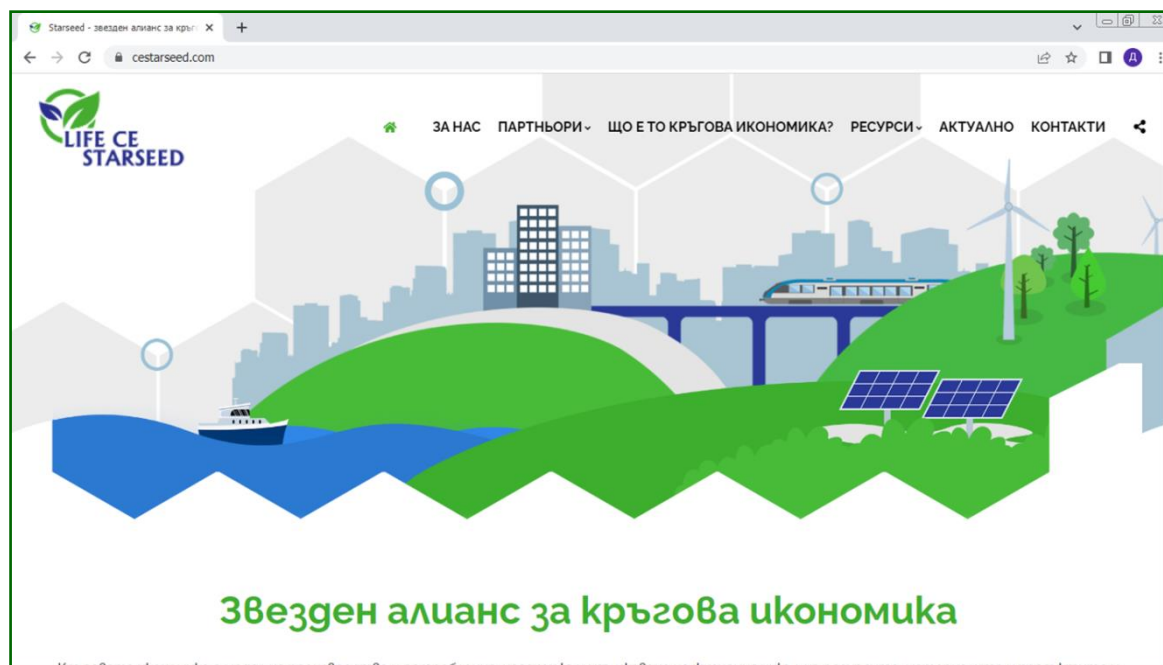 Starseed - звезден алианс за кръг
cestarseed.com
Д
LIFE CE
STARSEED
ЗА НАС ПАРТНЬОРИ ЩО Е ТО КРЪГОВА ИКОНОМИКА? РЕСУРСИ АКТУАЛНО КОНТАКТИ
Звезден алианс за кръгова икономика